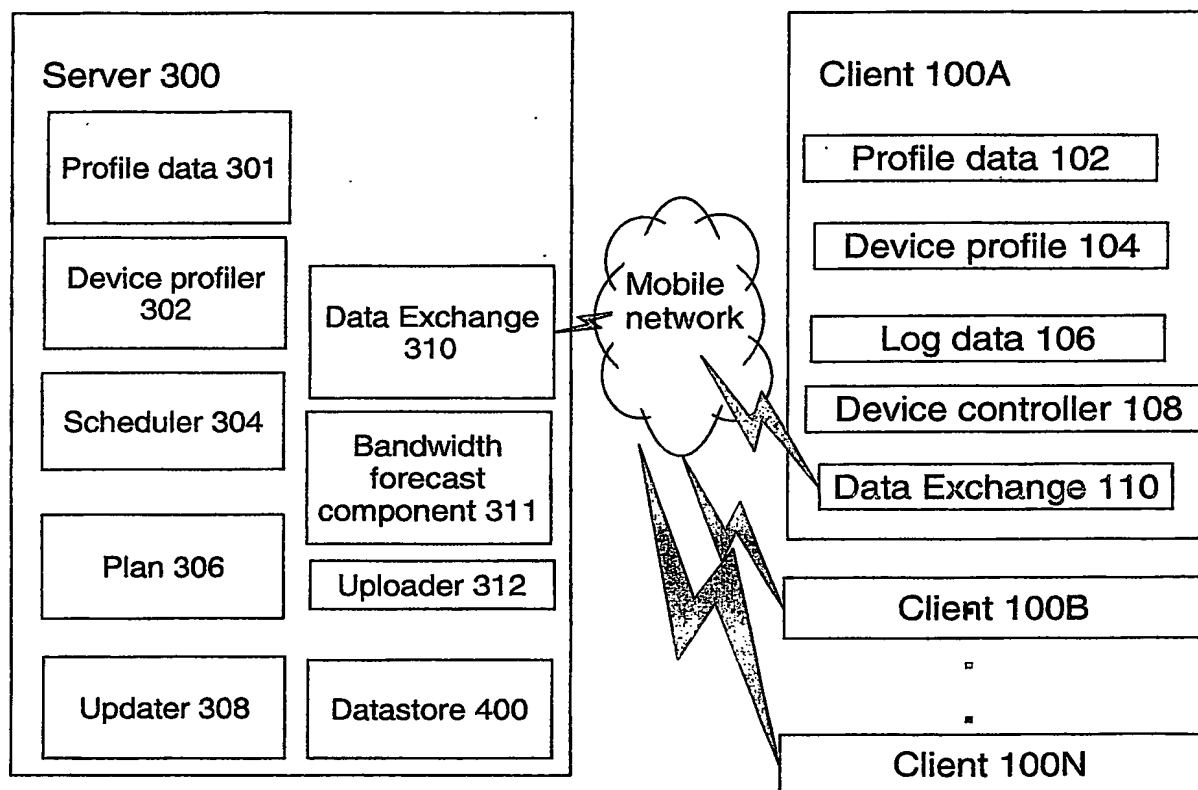 Server 300
Profile data 301
Device profiler
302
Scheduler 304
Plan 306
Updater 308
Data Exchange
310
Bandwidth
forecast
component 311
Uploader 312
Datastore 400
Mobile
network
Client 100A
Profile data 102
Device profile 104
Log data 106
Device controller 108
Data Exchange 110
Client 100B
Client 100N